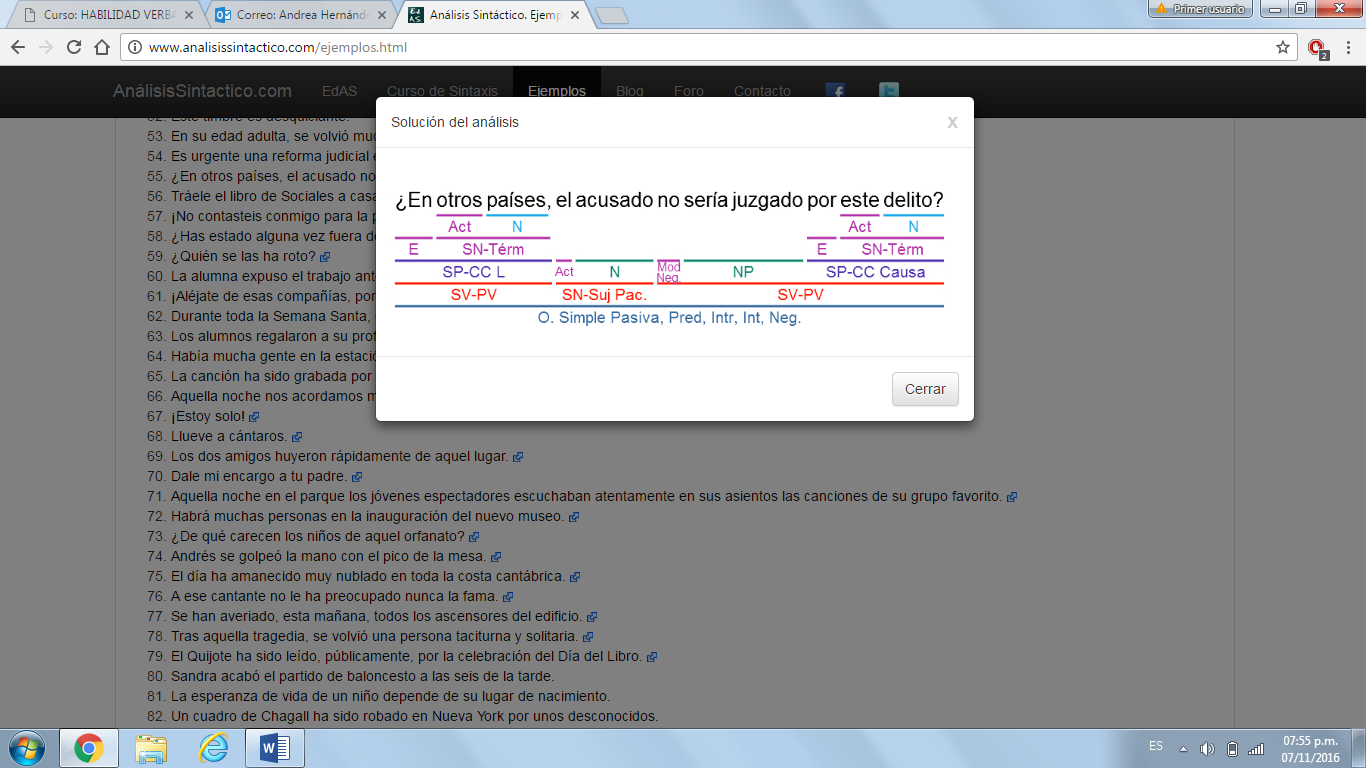 Curso: HABILIDAD VERBA
Correo: Andrea Hernánde
Análisis Sintáctico. Ejemp
Primer usuario
www.analisissintactico.com/ejemplos.html
2
AnálisisSintactico.com EdAS Curso de Sintaxis Ejemplos Blog Foro Contacto
Solución del análisis
x
¿En otros países, el acusado no sería juzgado por este delito?
Act N Act N
E SN-Térm E SN-Térm
SP-CC L Act N Mod Neg. NP SP-CC Causa
SV-PV SN-Suj Pac. SV-PV
O. Simple Pasiva, Pred, Intr, Int, Neg.
Cerrar
52. Este timbre es desquiciante.
53. En su edad adulta, se volvió muc
54. Es urgente una reforma judicial e
55. ¿En otros países, el acusado no
56. Tráele el libro de Sociales a casa
57. ¡No contasteis conmigo para la p
58. ¿Has estado alguna vez fuera de
59. ¿Quién se las ha roto?
60. La alumna expuso el trabajo ante
61. ¡Aléjate de esas compañías, por
62. Durante toda la Semana Santa,
63. Los alumnos regalaron a su prof
64. Había mucha gente en la estació
65. La canción ha sido grabada por
66. Aquella noche nos acordamos m
67. ¡Estoy solo!
68. Llueve a cántaros.
69. Los dos amigos huyeron rápidamente de aquel lugar.
70. Dale mi encargo a tu padre.
71. Aquella noche en el parque los jóvenes espectadores escuchaban atentamente en sus asientos las canciones de su grupo favorito.
72. Habrá muchas personas en la inauguración del nuevo museo.
73. ¿De qué carecen los niños de aquel orfanato?
74. Andrés se golpeó la mano con el pico de la mesa.
75. El día ha amanecido muy nublado en toda la costa cantábrica.
76. A ese cantante no le ha preocupado nunca la fama.
77. Se han averiado, esta mañana, todos los ascensores del edificio.
78. Tras aquella tragedia, se volvió una persona taciturna y solitaria.
79. El Quijote ha sido leído, públicamente, por la celebración del Día del Libro.
80. Sandra acabó el partido de baloncesto a las seis de la tarde.
81. La esperanza de vida de un niño depende de su lugar de nacimiento.
82. Un cuadro de Chagall ha sido robado en Nueva York por unos desconocidos.
ES
07:55 p.m.
07/11/2016